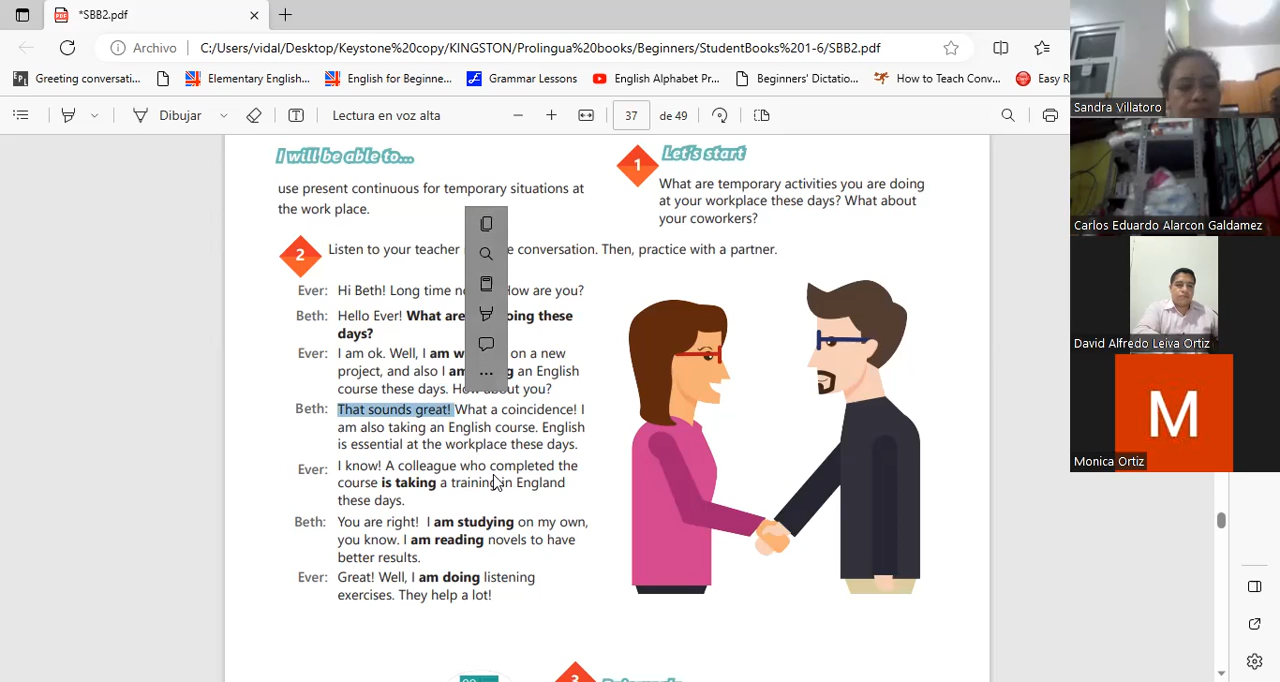 *SBB2.pdf
Archivo
C:/Users/vidal/Desktop/Keystone%20copy/KINGSTON/Prolingua%20books/Beginners/StudentBooks%201-6/SBB2.pdf
Greeting conversati...
Elementary English...
English for Beginne...
Grammar Lessons
English Alphabet Pr...
Beginners' Dictatio...
How to Teach Conv...
Easy R
Dibujar
Lectura en voz alta
37
de 49
I will be able to...
use present continuous for temporary situations at
the work place.
1
Let's start
What are temporary activities you are doing
at your workplace these days? What about
your coworkers?
2
Listen to your teacher e conversation. Then, practice with a partner.
Ever: Hi Beth! Long time n How are you?
Beth: Hello Ever! What are oing these
days?
Ever: I am ok. Well, I am w on a new
project, and also I am g an English
course these days. How about you?
Beth: That sounds great! What a coincidence! I
am also taking an English course. English
is essential at the workplace these days.
Ever: I know! A colleague who completed the
course is taking a training in England
these days.
Beth: You are right! I am studying on my own,
you know. I am reading novels to have
better results.
Ever: Great! Well, I am doing listening
exercises. They help a lot!
Sandra Villatoro
Carlos Eduardo Alarcon Galdamez
David Alfredo Leiva Ortiz
M
Monica Ortiz